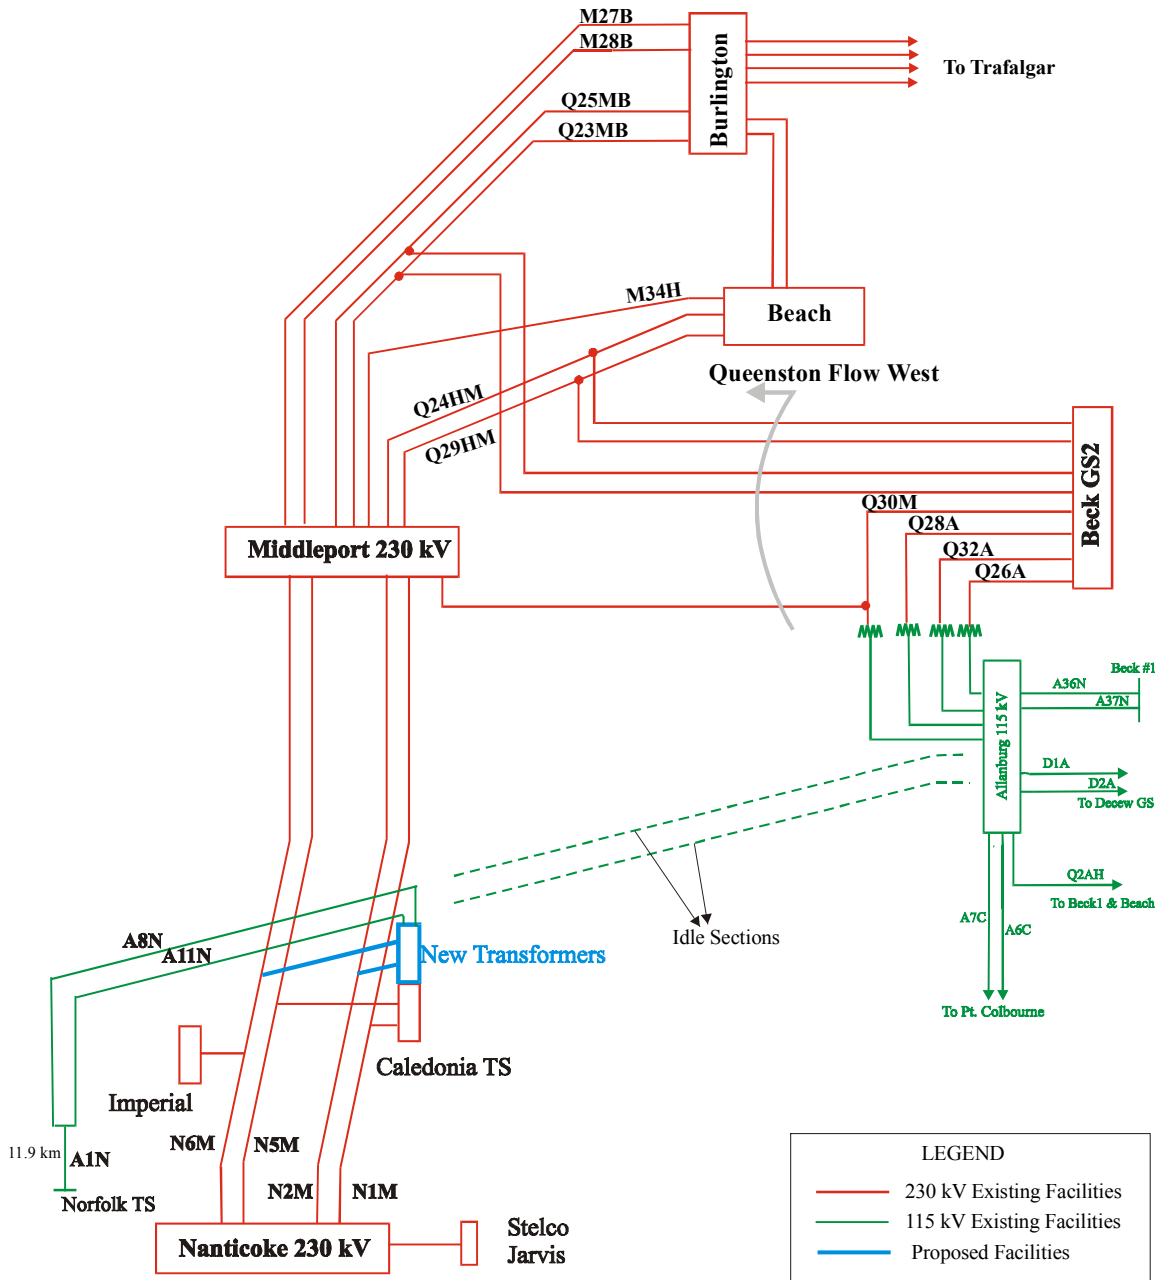 M27B
M28B
Q25MB
Q23MB
Burlington
To Trafalgar
M34H
Beach
Queenston Flow West
Q24HM
Q29HM
Beck GS2
Q30M
Q28A
Q32A
Q26A
Middleport 230 kV
Allanburg 115 kV
Beck #1
A36N
A37N
D1A
D2A
To Decew GS
Q2AH
To Beck1 & Beach
A7C
A6C
To Pt. Colbourne
Idle Sections
A8N
A11N
New Transformers
Caledonia TS
Imperial
N6M
N5M
N2M
N1M
11.9 km
A1N
Norfolk TS
Nanticoke 230 kV
Stelco
Jarvis
LEGEND
230 kV Existing Facilities
115 kV Existing Facilities
Proposed Facilities